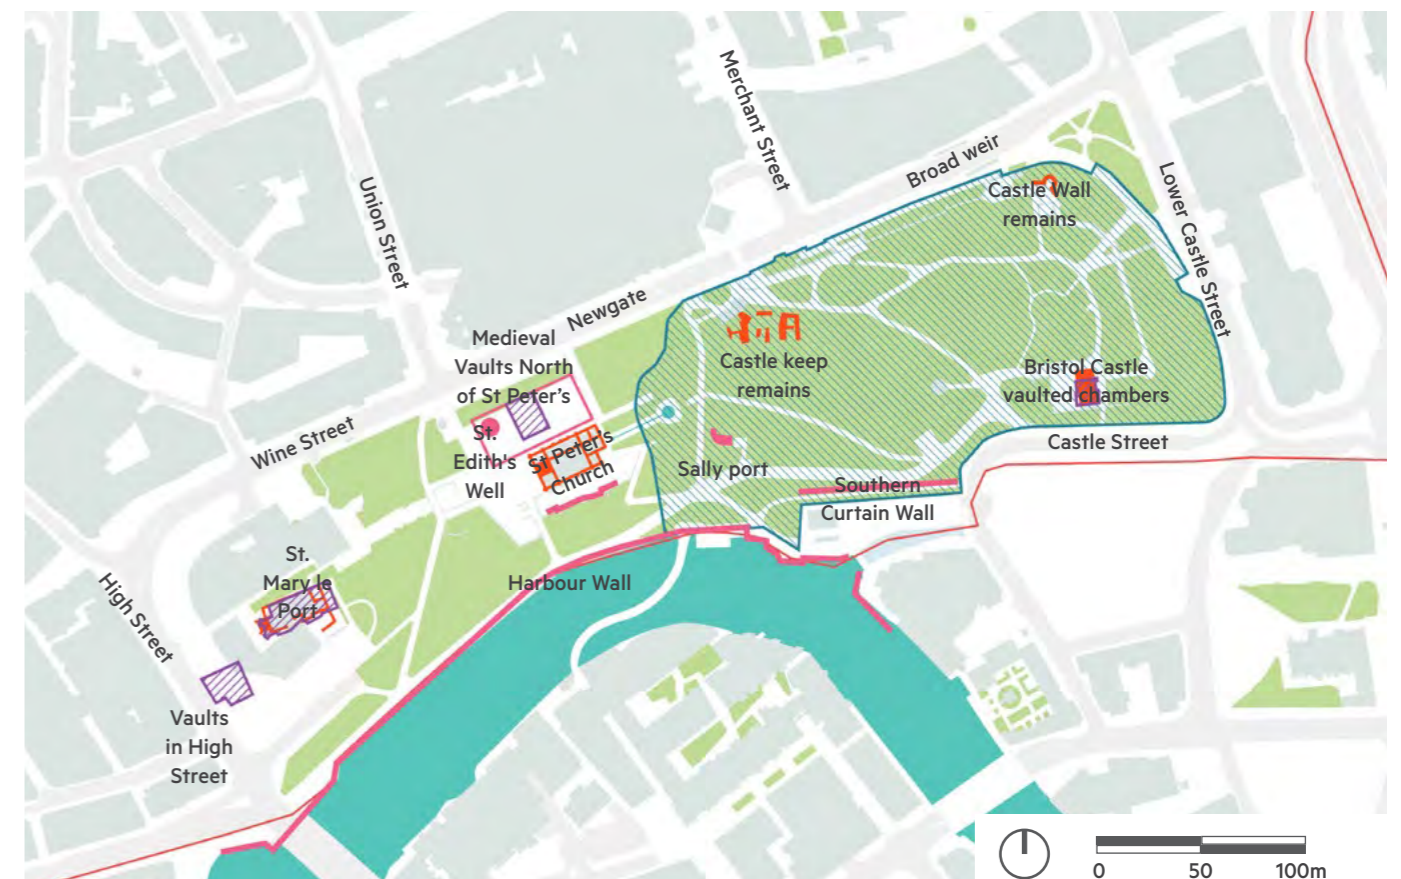 Merchant Street
Broad weir
Castle Wall
remains
Union Street
Lower Castle Street
Newgate
Medieval
Vaults North
of St Peter's
Castle keep
remains
Bristol Castle
vaulted chambers
St.
Edith's
Well
St Peter's
Church
Wine Street
Castle Street
Sally port
Southern
Curtain Wall
St.
Mary le
Port
High Street
Harbour Wall
Vaults
in High
Street
0 50 100m